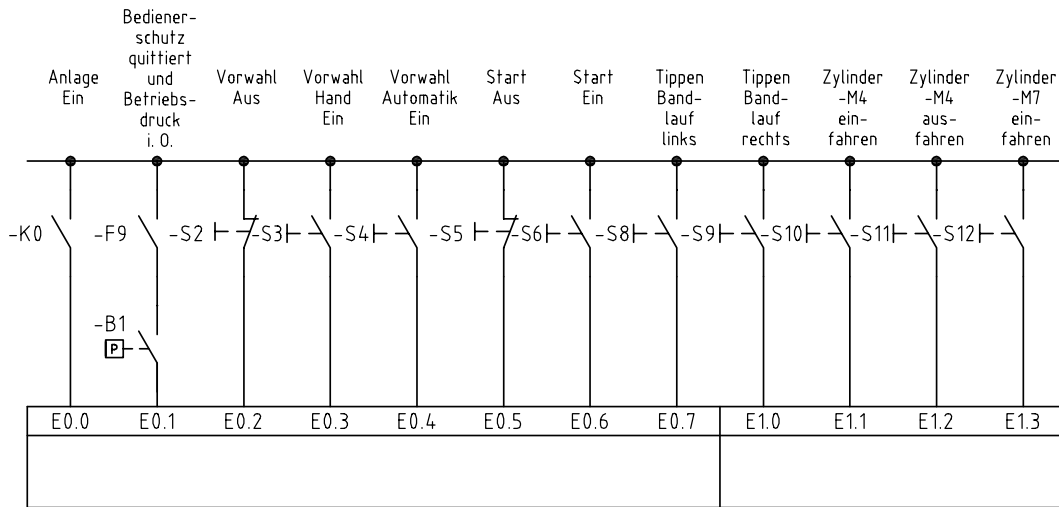 Anlage
Ein
Bediener-
schutz
quittiert
und
Betriebs-
druck
i. O.
Vorwahl
Aus
Vorwahl
Hand
Ein
Vorwahl
Automatik
Ein
Start
Aus
Start
Ein
Tippen
Band-
lauf
links
Tippen
Band-
lauf
rechts
Zylinder
-M4
ein-
fahren
Zylinder
-M4
aus-
fahren
Zylinder
-M7
ein-
fahren
-K0
-F9
-S2
-S3
-S4
-S5
-S6
-S8
-S9
-S10
-S11
-S12
-B1
P
E0.0
E0.1
E0.2
E0.3
E0.4
E0.5
E0.6
E0.7
E1.0
E1.1
E1.2
E1.3